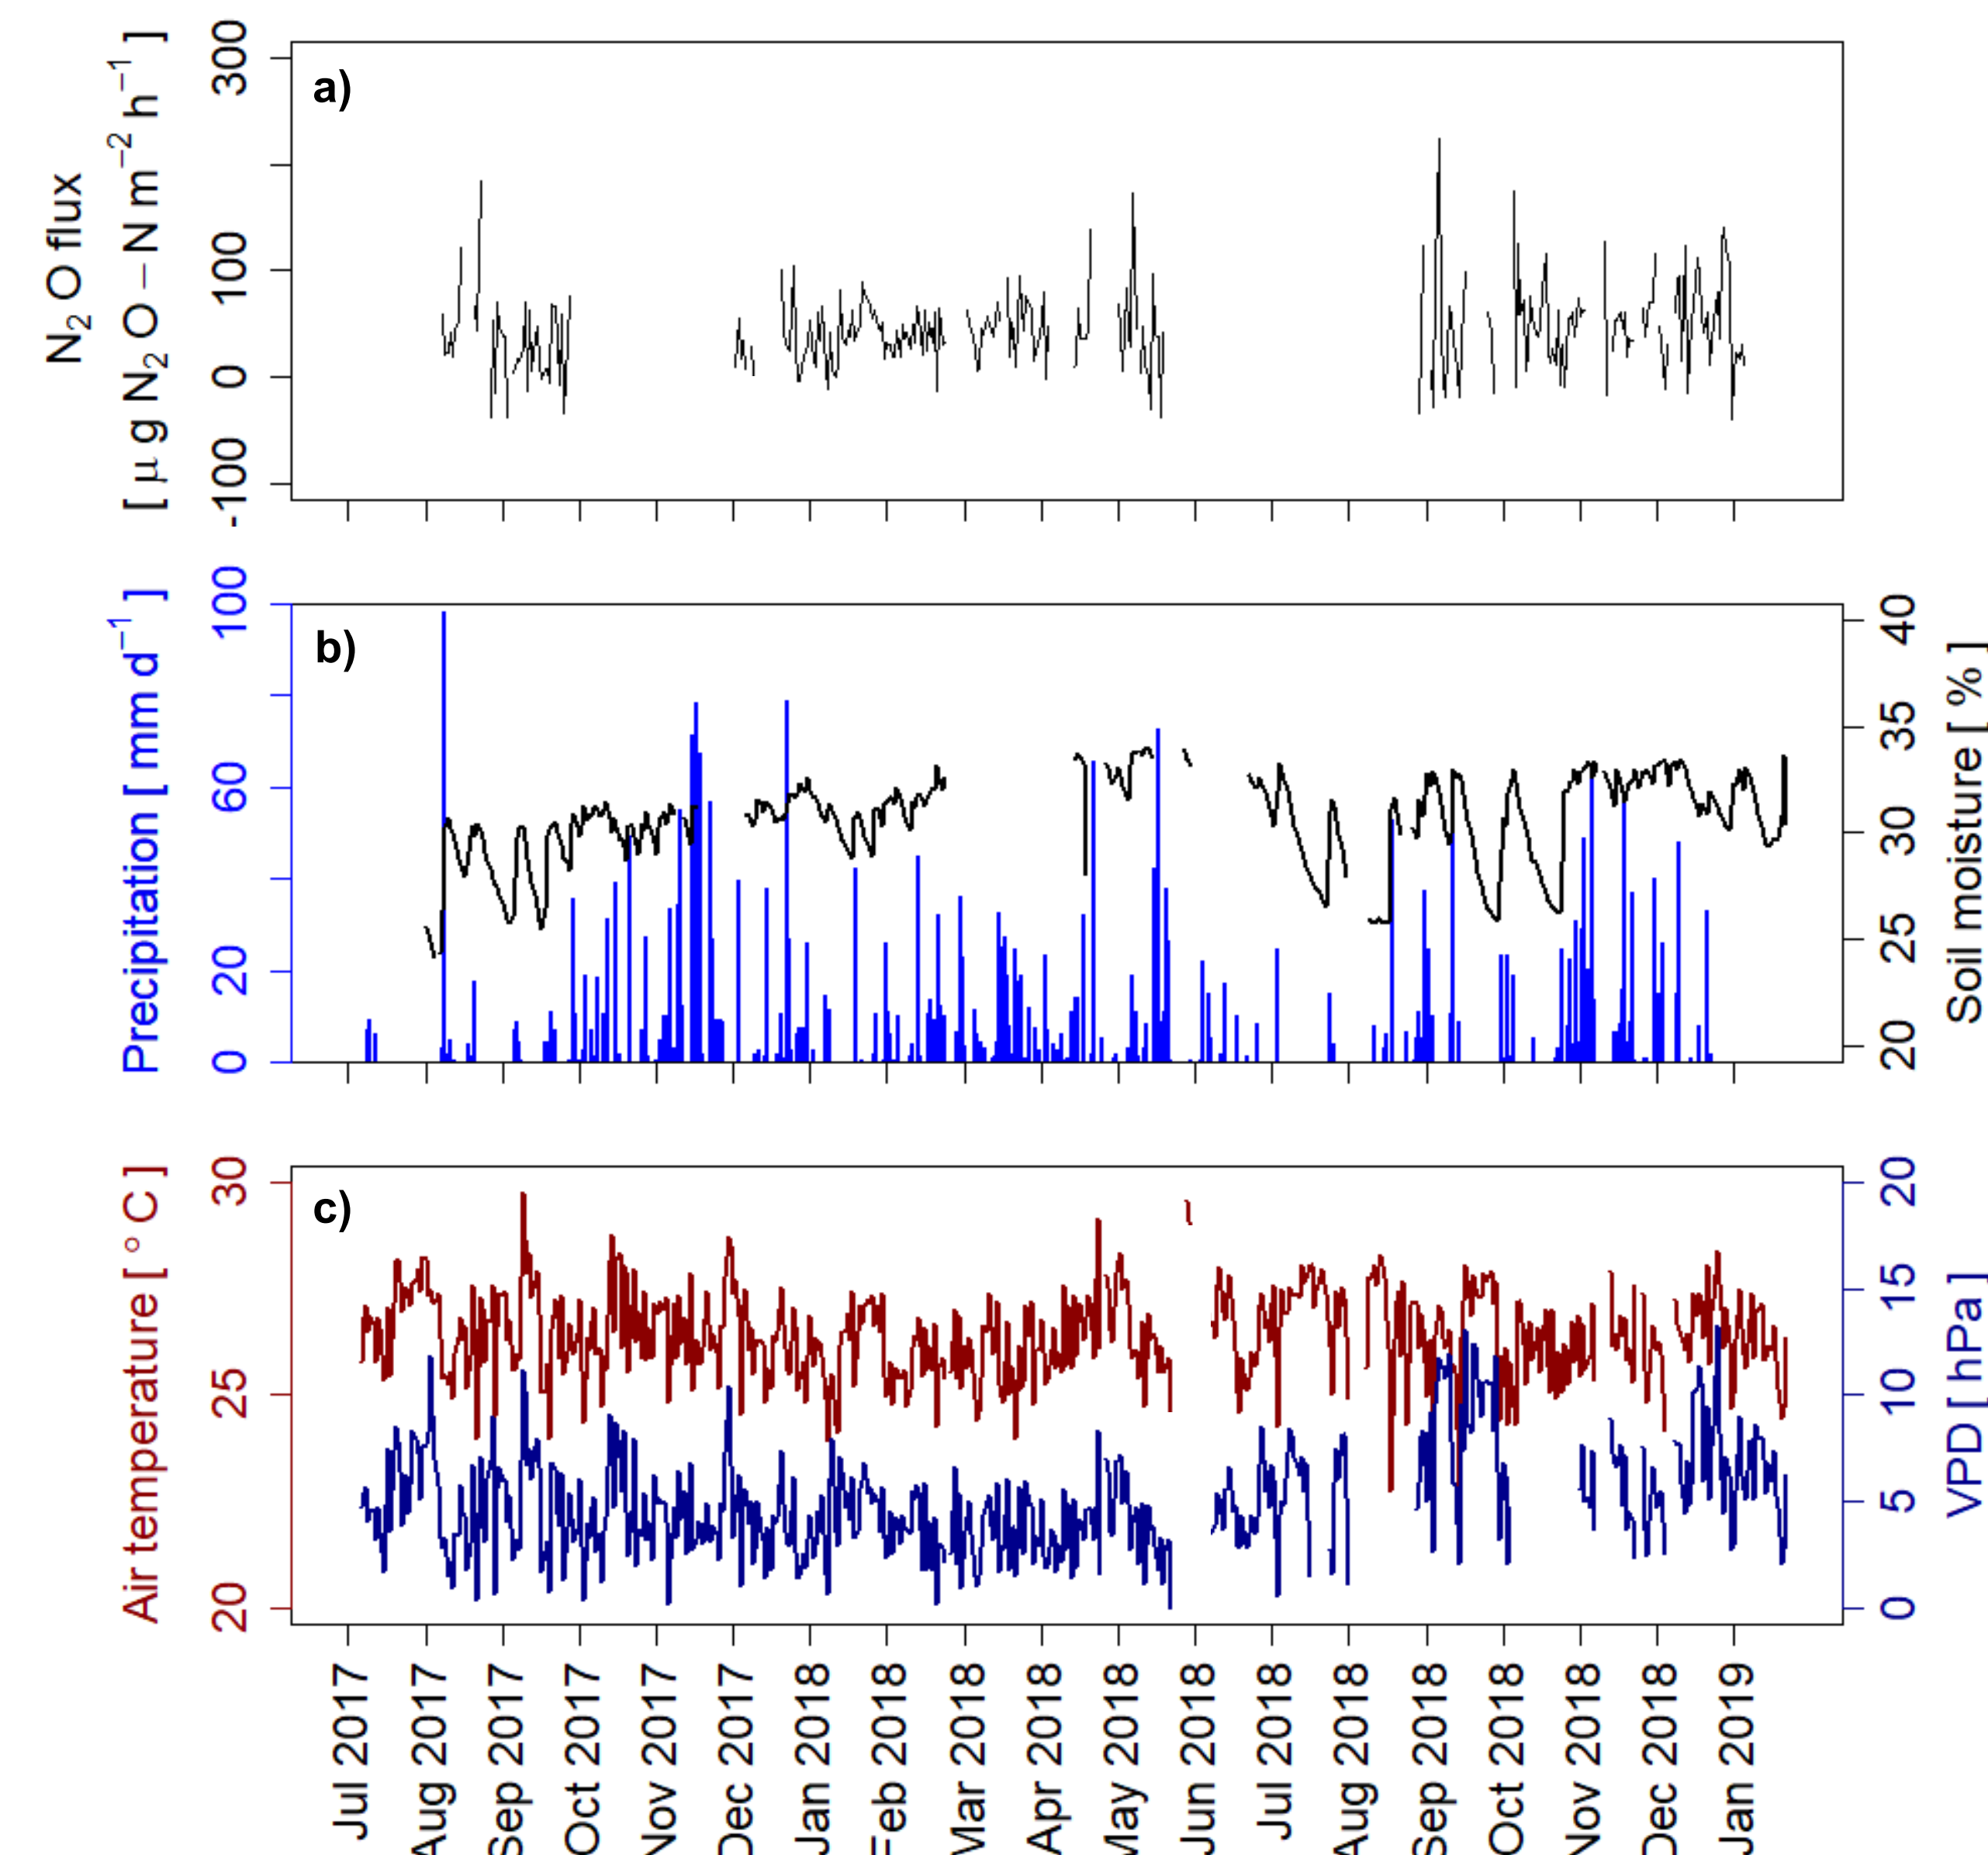 N2 O flux
[ μ g N2 O − N m−2 h−1 ]
300
100
0
-100
a)
Precipitation [ mm d−1 ]
100
60
20
0
b)
40
35
30
25
20
Soil moisture [ % ]
Air temperature [ ° C ]
30
25
20
c)
20
15
10
5
0
VPD [ hPa ]
Jul 2017
Aug 2017
Sep 2017
Oct 2017
Nov 2017
Dec 2017
Jan 2018
Feb 2018
Mar 2018
Apr 2018
May 2018
Jun 2018
Jul 2018
Aug 2018
Sep 2018
Oct 2018
Nov 2018
Dec 2018
Jan 2019